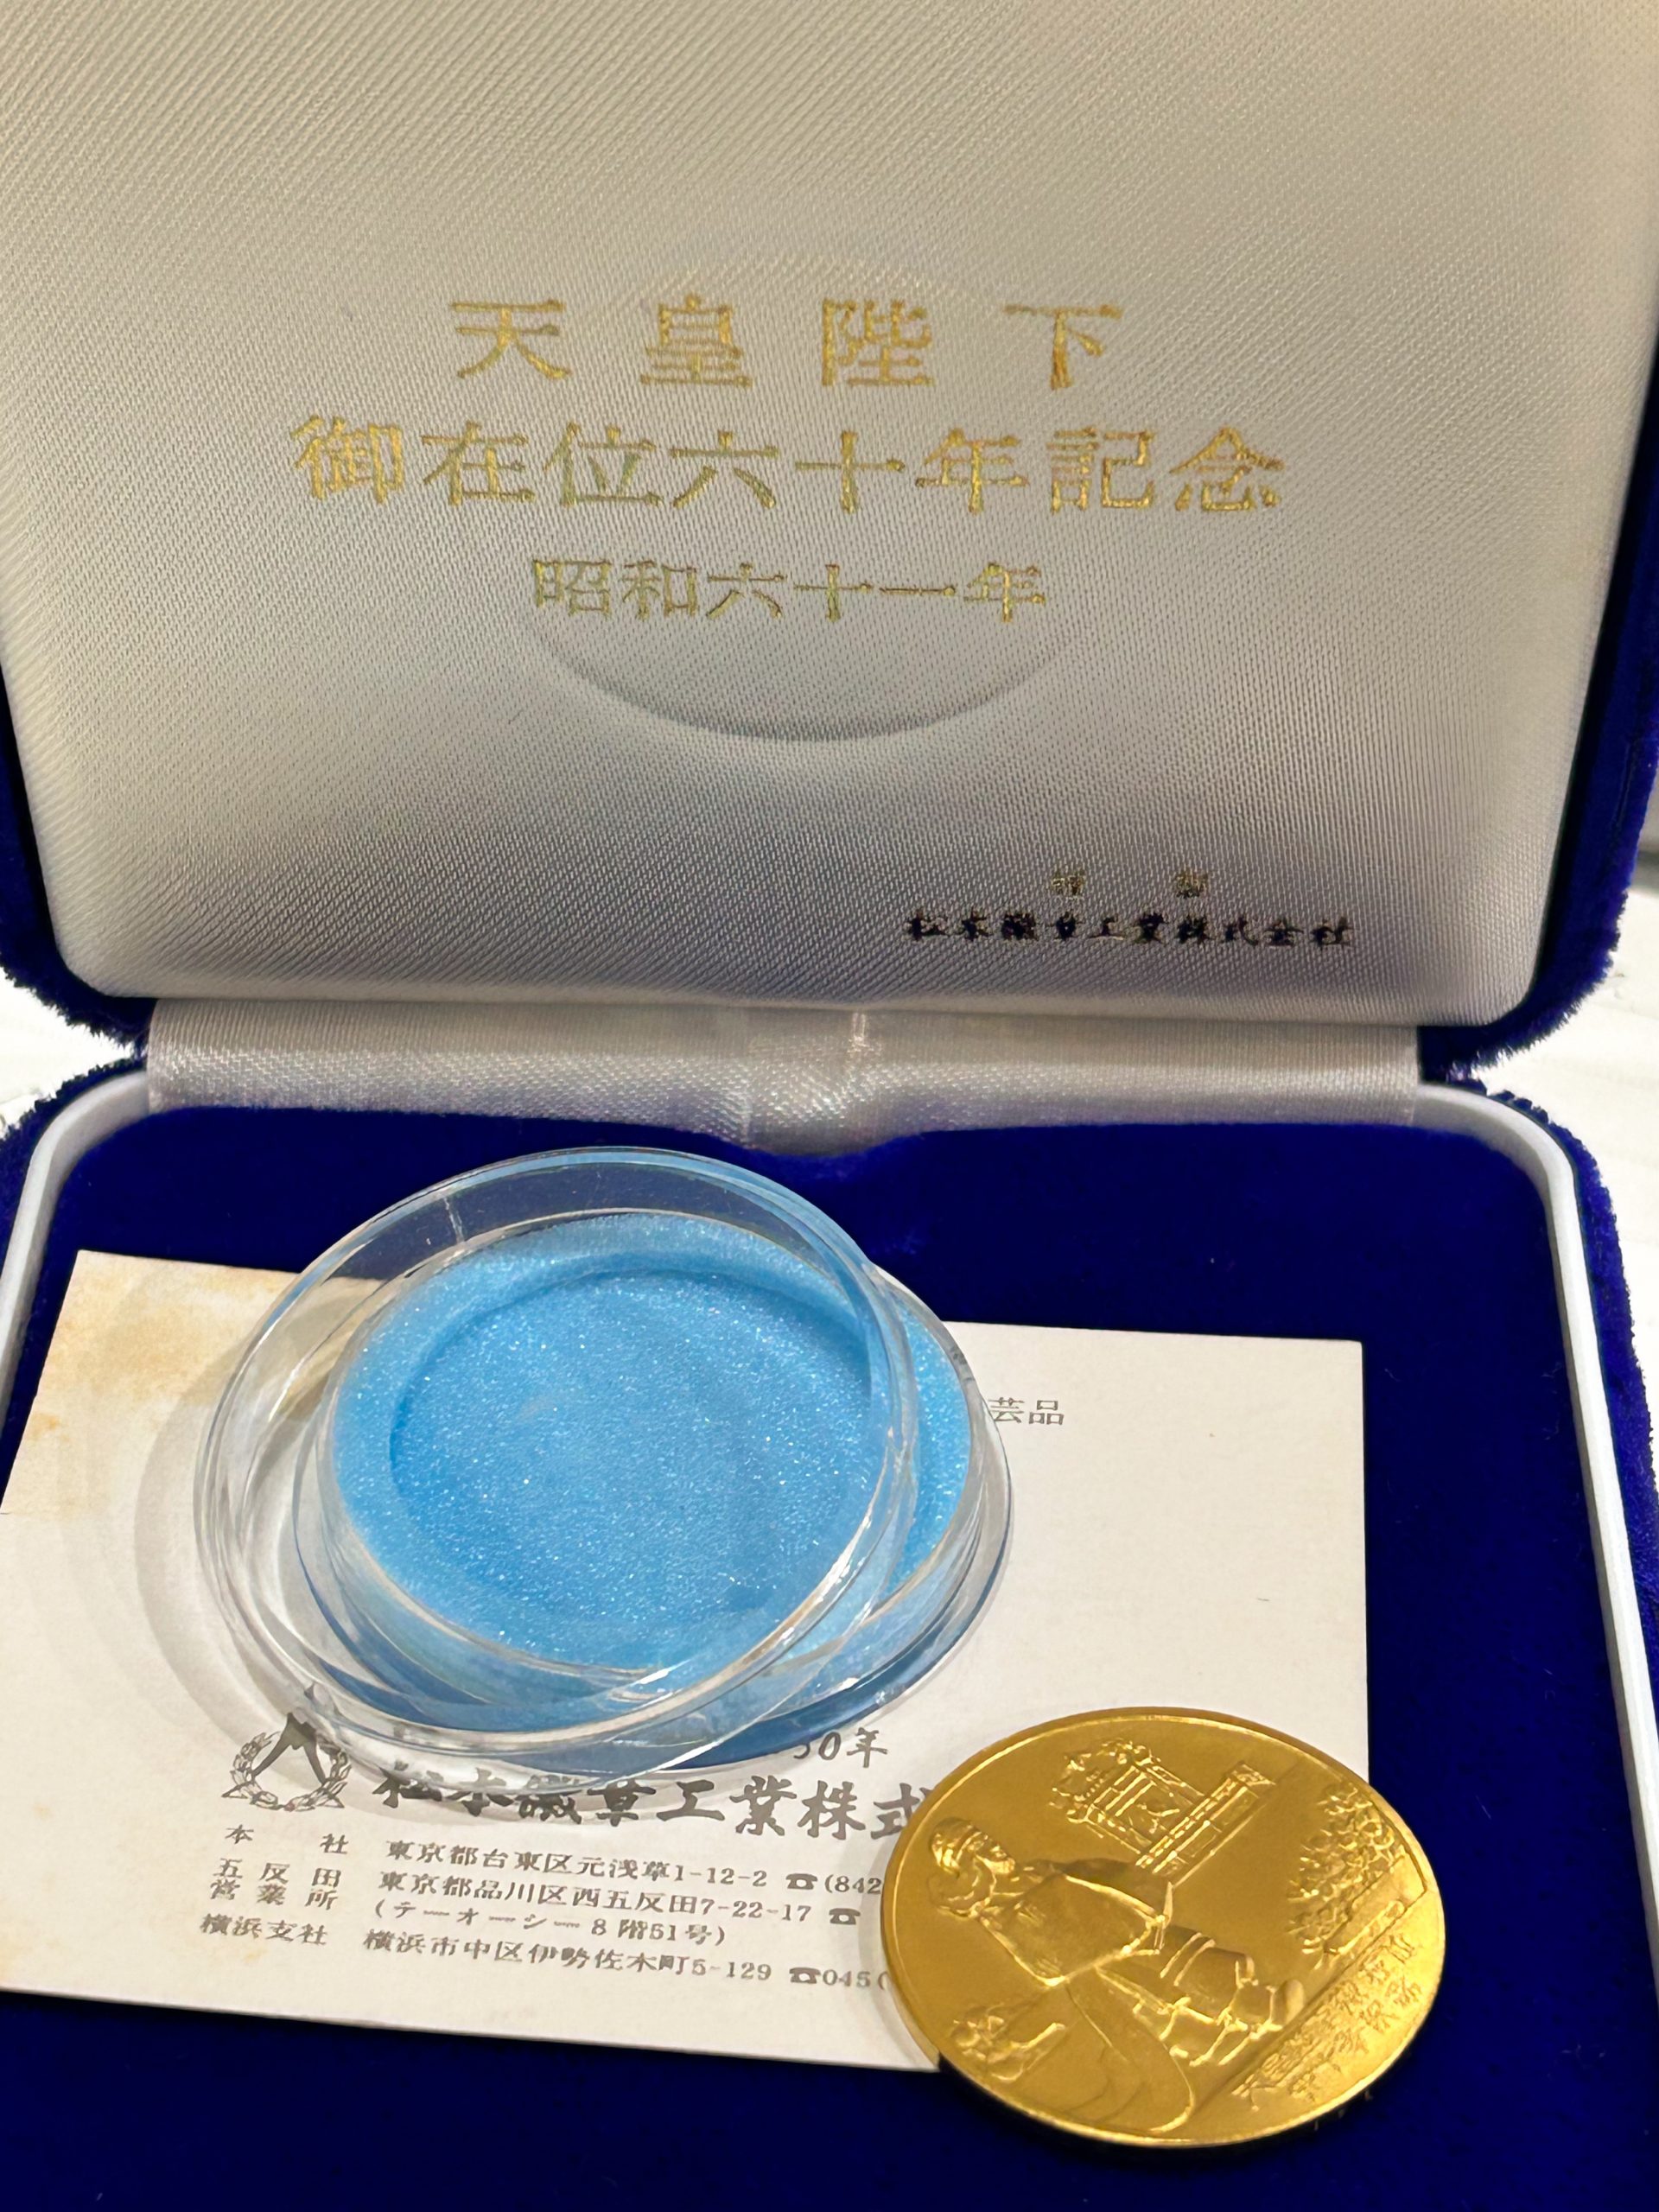 天皇陛下
御在位六十年記念
昭和六十一年
松本徽章工業株式会社
芸品
50年
松本徽章工業株式
本社 東京都台東区元浅草1-12-2 ☎(842
五反田営業所 東京都品川区西五反田7-22-17 ☎
(テーオーシー8階51号)
横浜支社 横浜市中区伊勢佐木町5-129 ☎045(